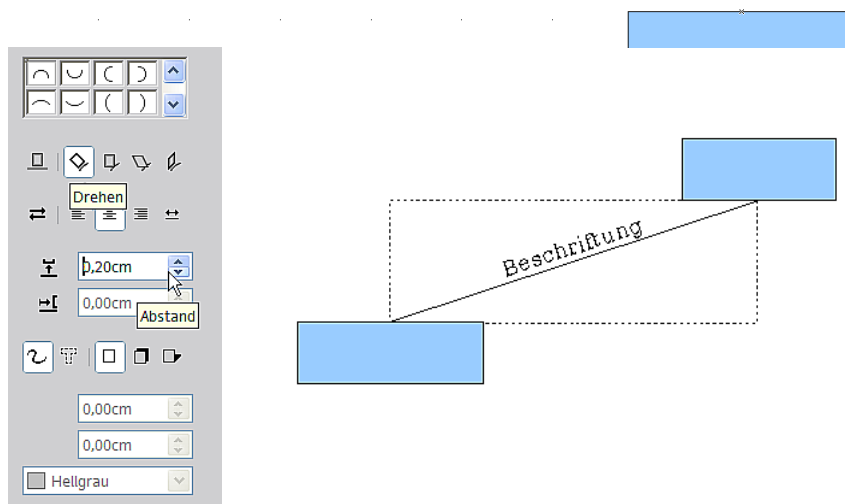 Drehen
0,20cm
0,00cm
Abstand
0,00cm
0,00cm
Hellgrau
Beschriftung